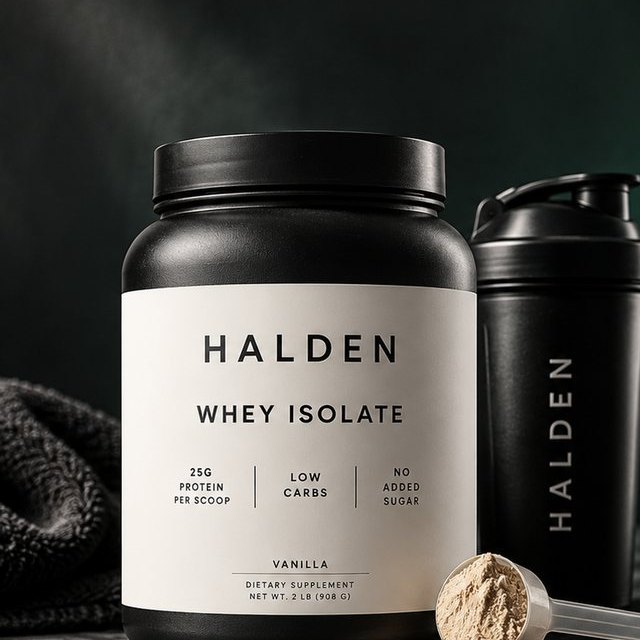 HALDEN
WHEY ISOLATE
25G
PROTEIN
PER SCOOP
LOW
CARBS
NO
ADDED
SUGAR
VANILLA
DIETARY SUPPLEMENT
NET WT. 2 LB (908 G)
HALDEN